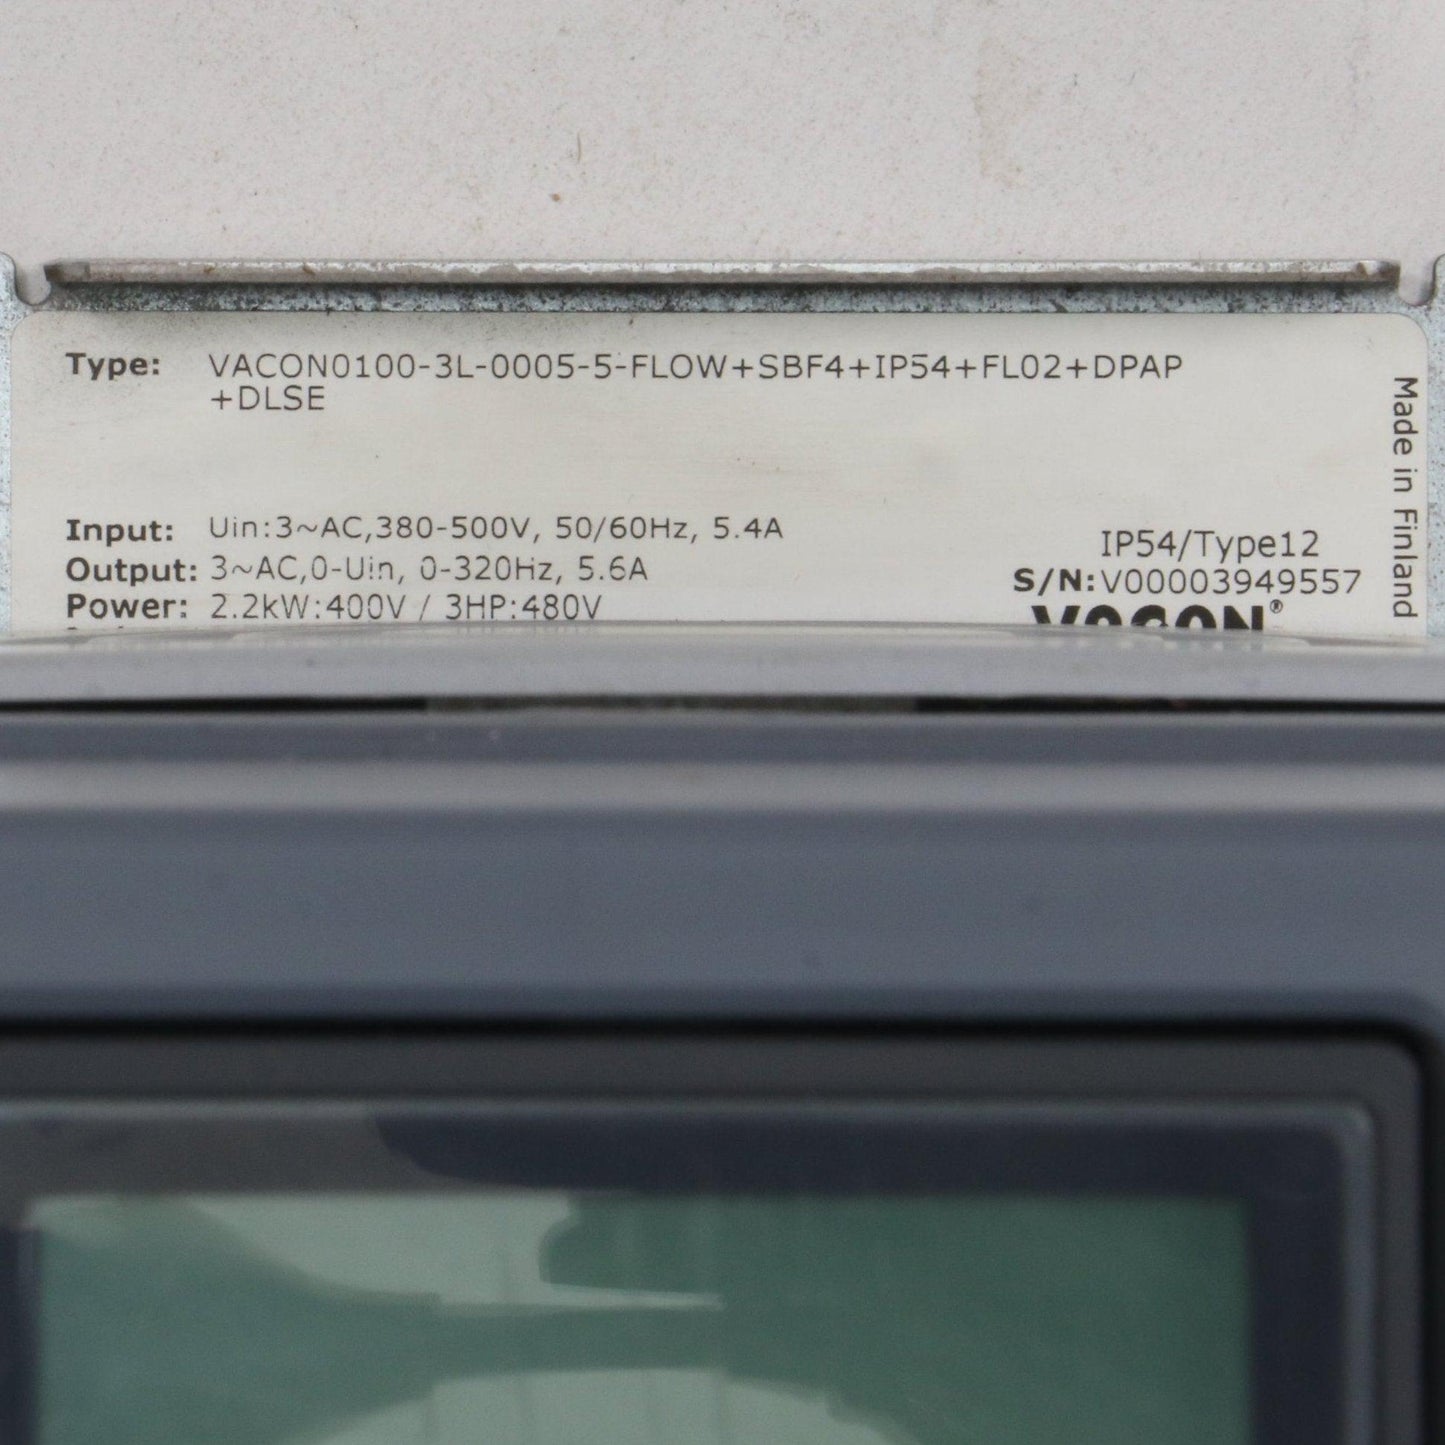 Type: VACON0100-3L-0005-5-FLOW+SBF4+IP54+FL02+DPAP
+DLSE
Input: Uin:3~AC,380-500V, 50/60Hz, 5.4A
Output: 3~AC,0-Uin, 0-320Hz, 5.6A
Power: 2.2kW:400V / 3HP:480V
IP54/Type12
S/N:V00003949557
VACON®
Made in Finland